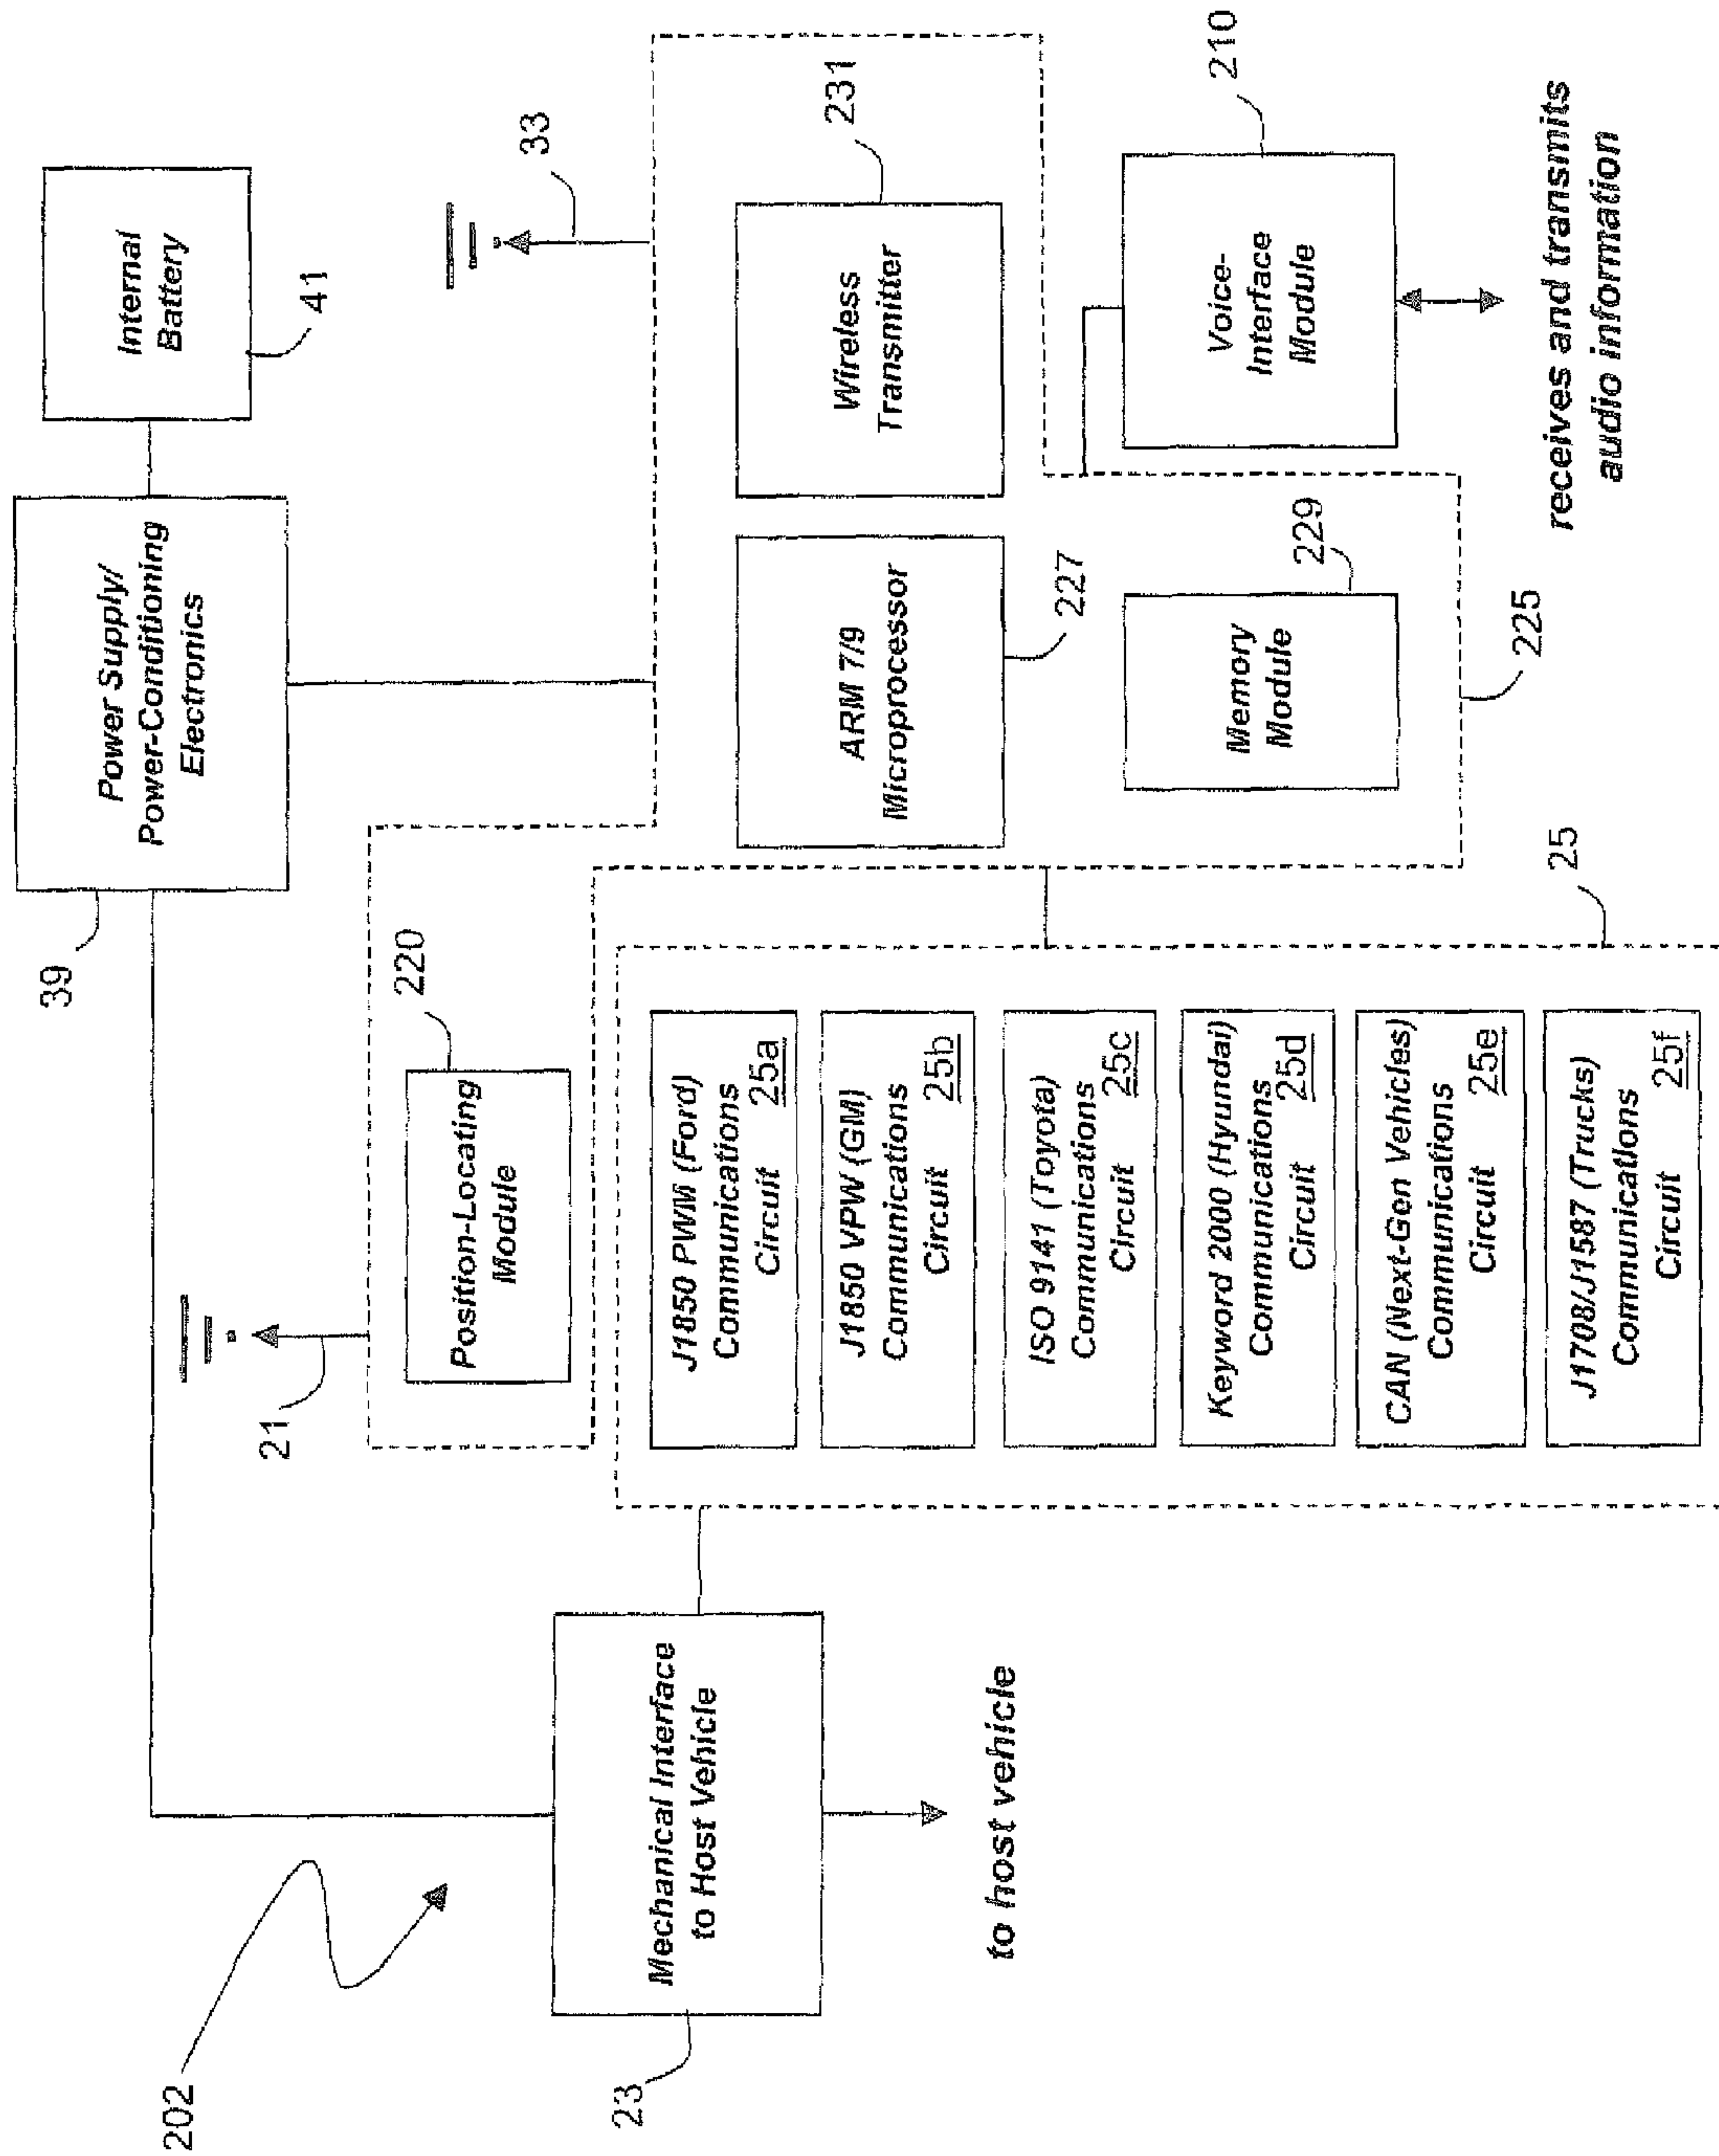 202
39
Power Supply/
Power-Conditioning
Electronics
Internal
Battery
41
21
33
220
Position-Locating
Module
Wireless
Transmitter
231
ARM 7/9
Microprocessor
227
Memory
Module
229
225
Voice-
Interface
Module
210
receives and transmits
audio information
Mechanical Interface
to Host Vehicle
23
to host vehicle
25
J1850 PWM (Ford)
Communications
Circuit 25a
J1850 VPW (GM)
Communications
Circuit 25b
ISO 9141 (Toyota)
Communications
Circuit 25c
Keyword 2000 (Hyundai)
Communications
Circuit 25d
CAN (Next-Gen Vehicles)
Communications
Circuit 25e
J1708/J1587 (Trucks)
Communications
Circuit 25f